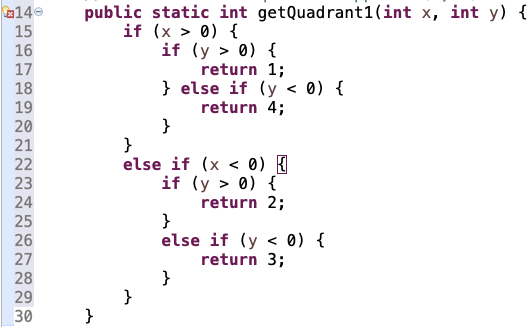 14 public static int getQuadrant1(int x, int y) {
15 if (x > 0) {
16 if (y > 0) {
17 return 1;
18 } else if (y < 0) {
19 return 4;
20 }
21 }
22 else if (x < 0) {
23 if (y > 0) {
24 return 2;
25 }
26 else if (y < 0) {
27 return 3;
28 }
29 }
30 }